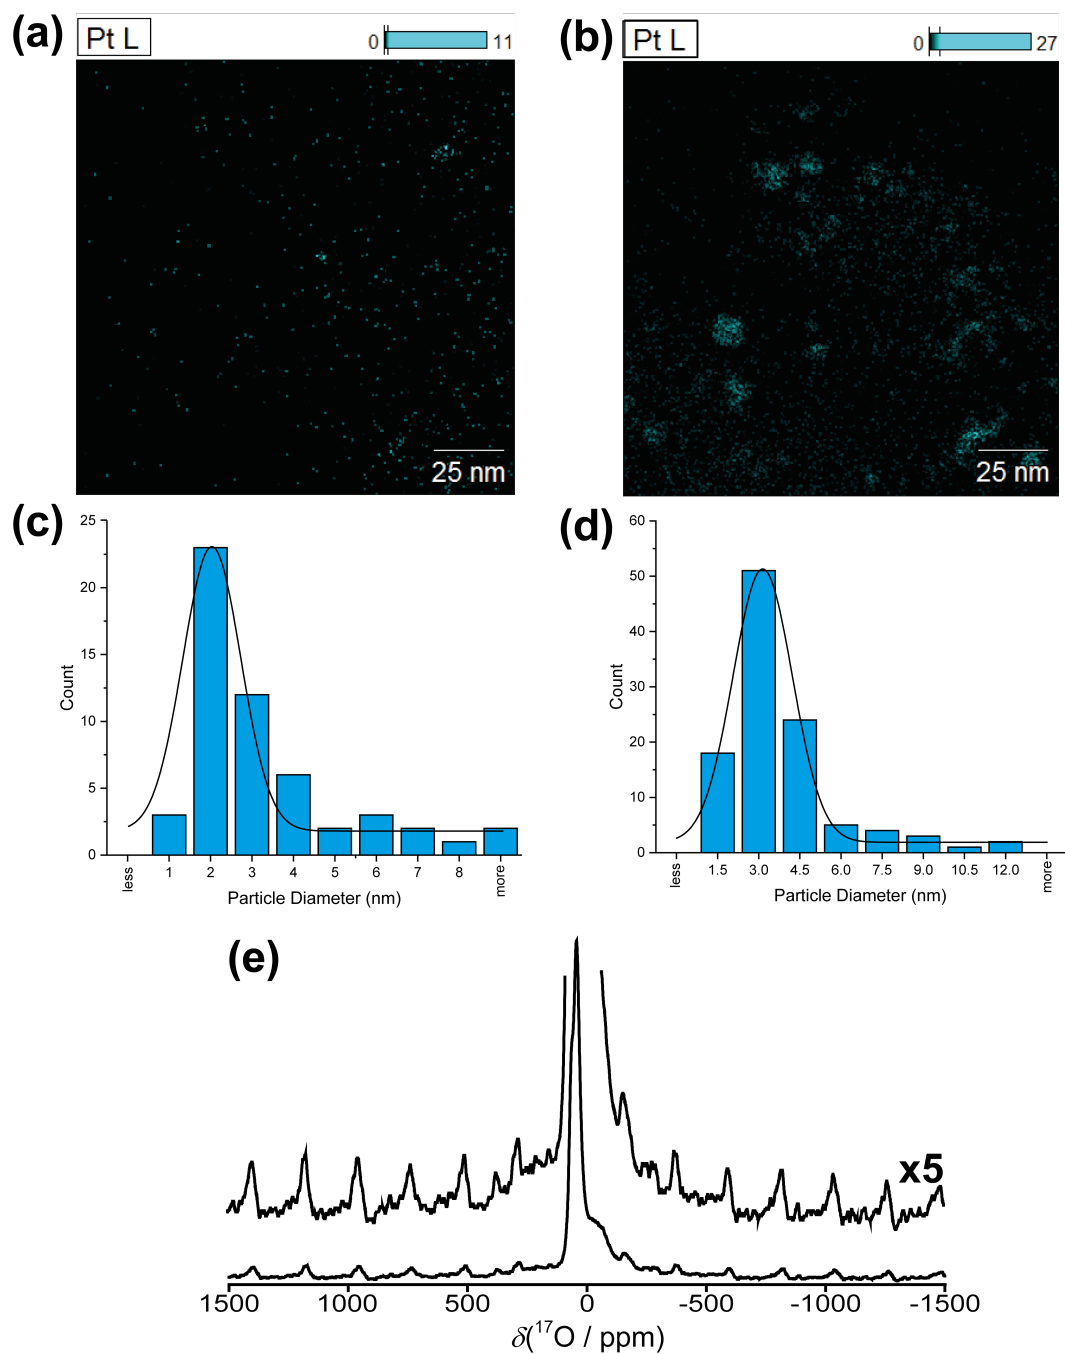 (a)
Pt L
0 11
25 nm
(b)
Pt L
0 27
25 nm
(c)
25
20
15
10
5
0
Count
less 1 2 3 4 5 6 7 8 more
Particle Diameter (nm)
(d)
60
50
40
30
20
10
0
Count
less 1.5 3.0 4.5 6.0 7.5 9.0 10.5 12.0 more
Particle Diameter (nm)
(e)
x5
1500 1000 500 0 -500 -1000 -1500
δ(¹⁷O / ppm)